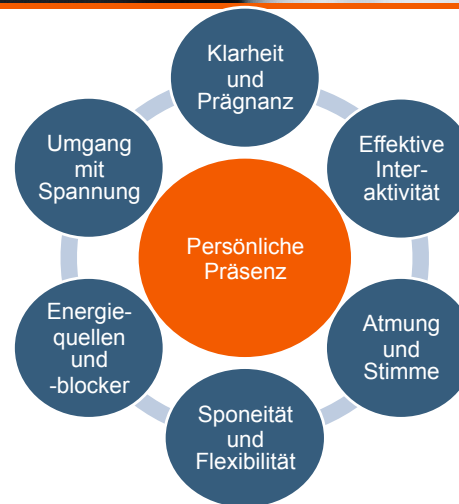 Klarheit
und
Prägnanz
Effektive
Inter-
aktivität
Atmung
und
Stimme
Sponeität
und
Flexibilität
Energie-
quellen
und
-blocker
Umgang
mit
Spannung
Persönliche
Präsenz